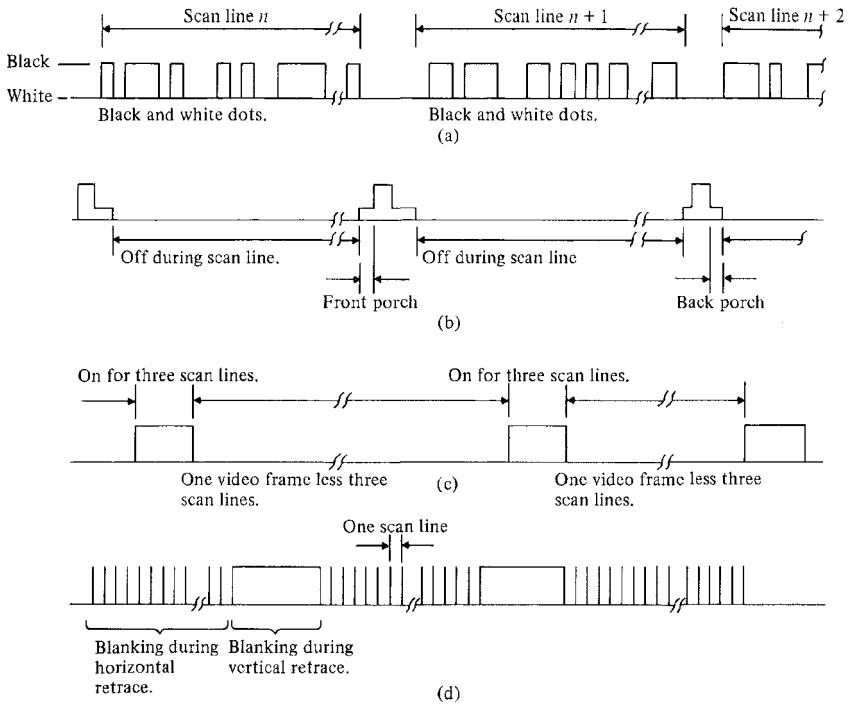 Scan line n
Scan line n + 1
Scan line n + 2
Black
White
Black and white dots.
Black and white dots.
(a)
Off during scan line.
Off during scan line
Front porch
Back porch
(b)
On for three scan lines.
On for three scan lines.
One video frame less three
scan lines.
(c)
One video frame less three
scan lines.
One scan line
Blanking during
horizontal
retrace.
Blanking during
vertical retrace.
(d)